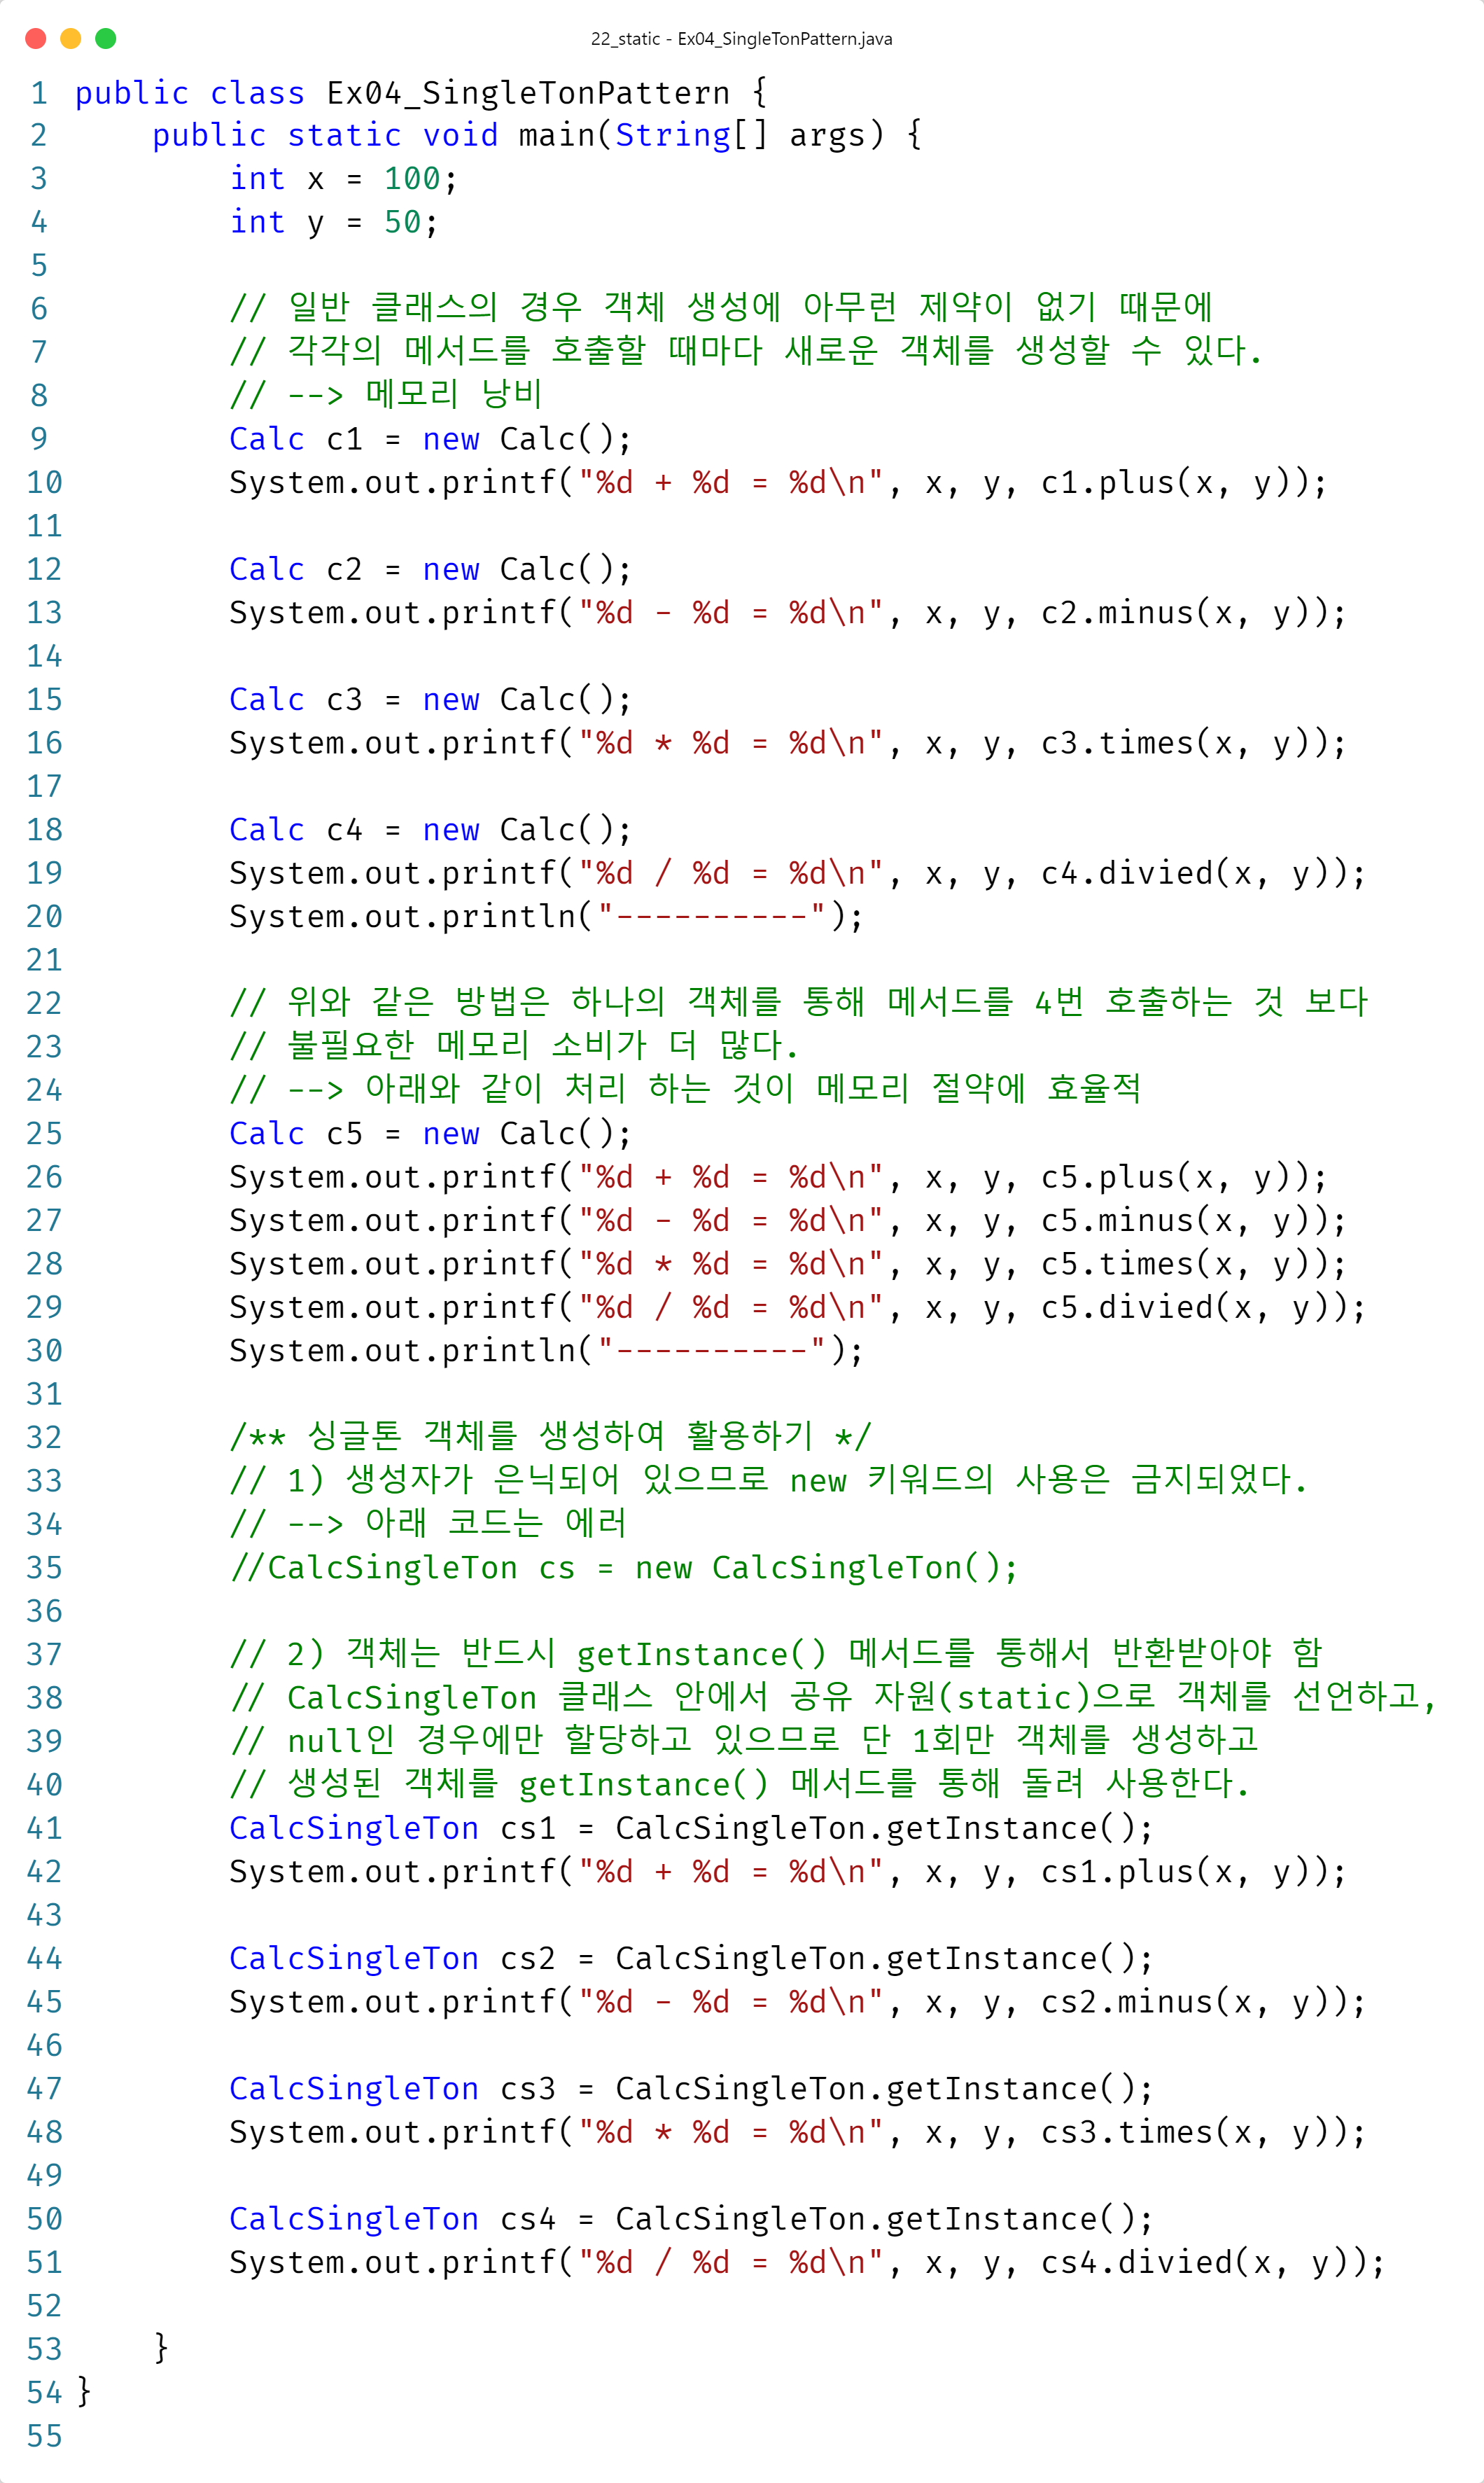 22_static - Ex04_SingleTonPattern.java
1 public class Ex04_SingleTonPattern {
2     public static void main(String[] args) {
3         int x = 100;
4         int y = 50;
5
6         // 일반 클래스의 경우 객체 생성에 아무런 제약이 없기 때문에
7         // 각각의 메서드를 호출할 때마다 새로운 객체를 생성할 수 있다.
8         // --> 메모리 낭비
9         Calc c1 = new Calc();
10         System.out.printf("%d + %d = %d\n", x, y, c1.plus(x, y));
11
12         Calc c2 = new Calc();
13         System.out.printf("%d - %d = %d\n", x, y, c2.minus(x, y));
14
15         Calc c3 = new Calc();
16         System.out.printf("%d * %d = %d\n", x, y, c3.times(x, y));
17
18         Calc c4 = new Calc();
19         System.out.printf("%d / %d = %d\n", x, y, c4.divied(x, y));
20         System.out.println("----------");
21
22         // 위와 같은 방법은 하나의 객체를 통해 메서드를 4번 호출하는 것 보다
23         // 불필요한 메모리 소비가 더 많다.
24         // --> 아래와 같이 처리 하는 것이 메모리 절약에 효율적
25         Calc c5 = new Calc();
26         System.out.printf("%d + %d = %d\n", x, y, c5.plus(x, y));
27         System.out.printf("%d - %d = %d\n", x, y, c5.minus(x, y));
28         System.out.printf("%d * %d = %d\n", x, y, c5.times(x, y));
29         System.out.printf("%d / %d = %d\n", x, y, c5.divied(x, y));
30         System.out.println("----------");
31
32         /** 싱글톤 객체를 생성하여 활용하기 */
33         // 1) 생성자가 은닉되어 있으므로 new 키워드의 사용은 금지되었다.
34         // --> 아래 코드는 에러
35         //CalcSingleTon cs = new CalcSingleTon();
36
37         // 2) 객체는 반드시 getInstance() 메서드를 통해서 반환받아야 함
38         // CalcSingleTon 클래스 안에서 공유 자원(static)으로 객체를 선언하고,
39         // null인 경우에만 할당하고 있으므로 단 1회만 객체를 생성하고
40         // 생성된 객체를 getInstance() 메서드를 통해 돌려 사용한다.
41         CalcSingleTon cs1 = CalcSingleTon.getInstance();
42         System.out.printf("%d + %d = %d\n", x, y, cs1.plus(x, y));
43
44         CalcSingleTon cs2 = CalcSingleTon.getInstance();
45         System.out.printf("%d - %d = %d\n", x, y, cs2.minus(x, y));
46
47         CalcSingleTon cs3 = CalcSingleTon.getInstance();
48         System.out.printf("%d * %d = %d\n", x, y, cs3.times(x, y));
49
50         CalcSingleTon cs4 = CalcSingleTon.getInstance();
51         System.out.printf("%d / %d = %d\n", x, y, cs4.divied(x, y));
52
53     }
54 }
55